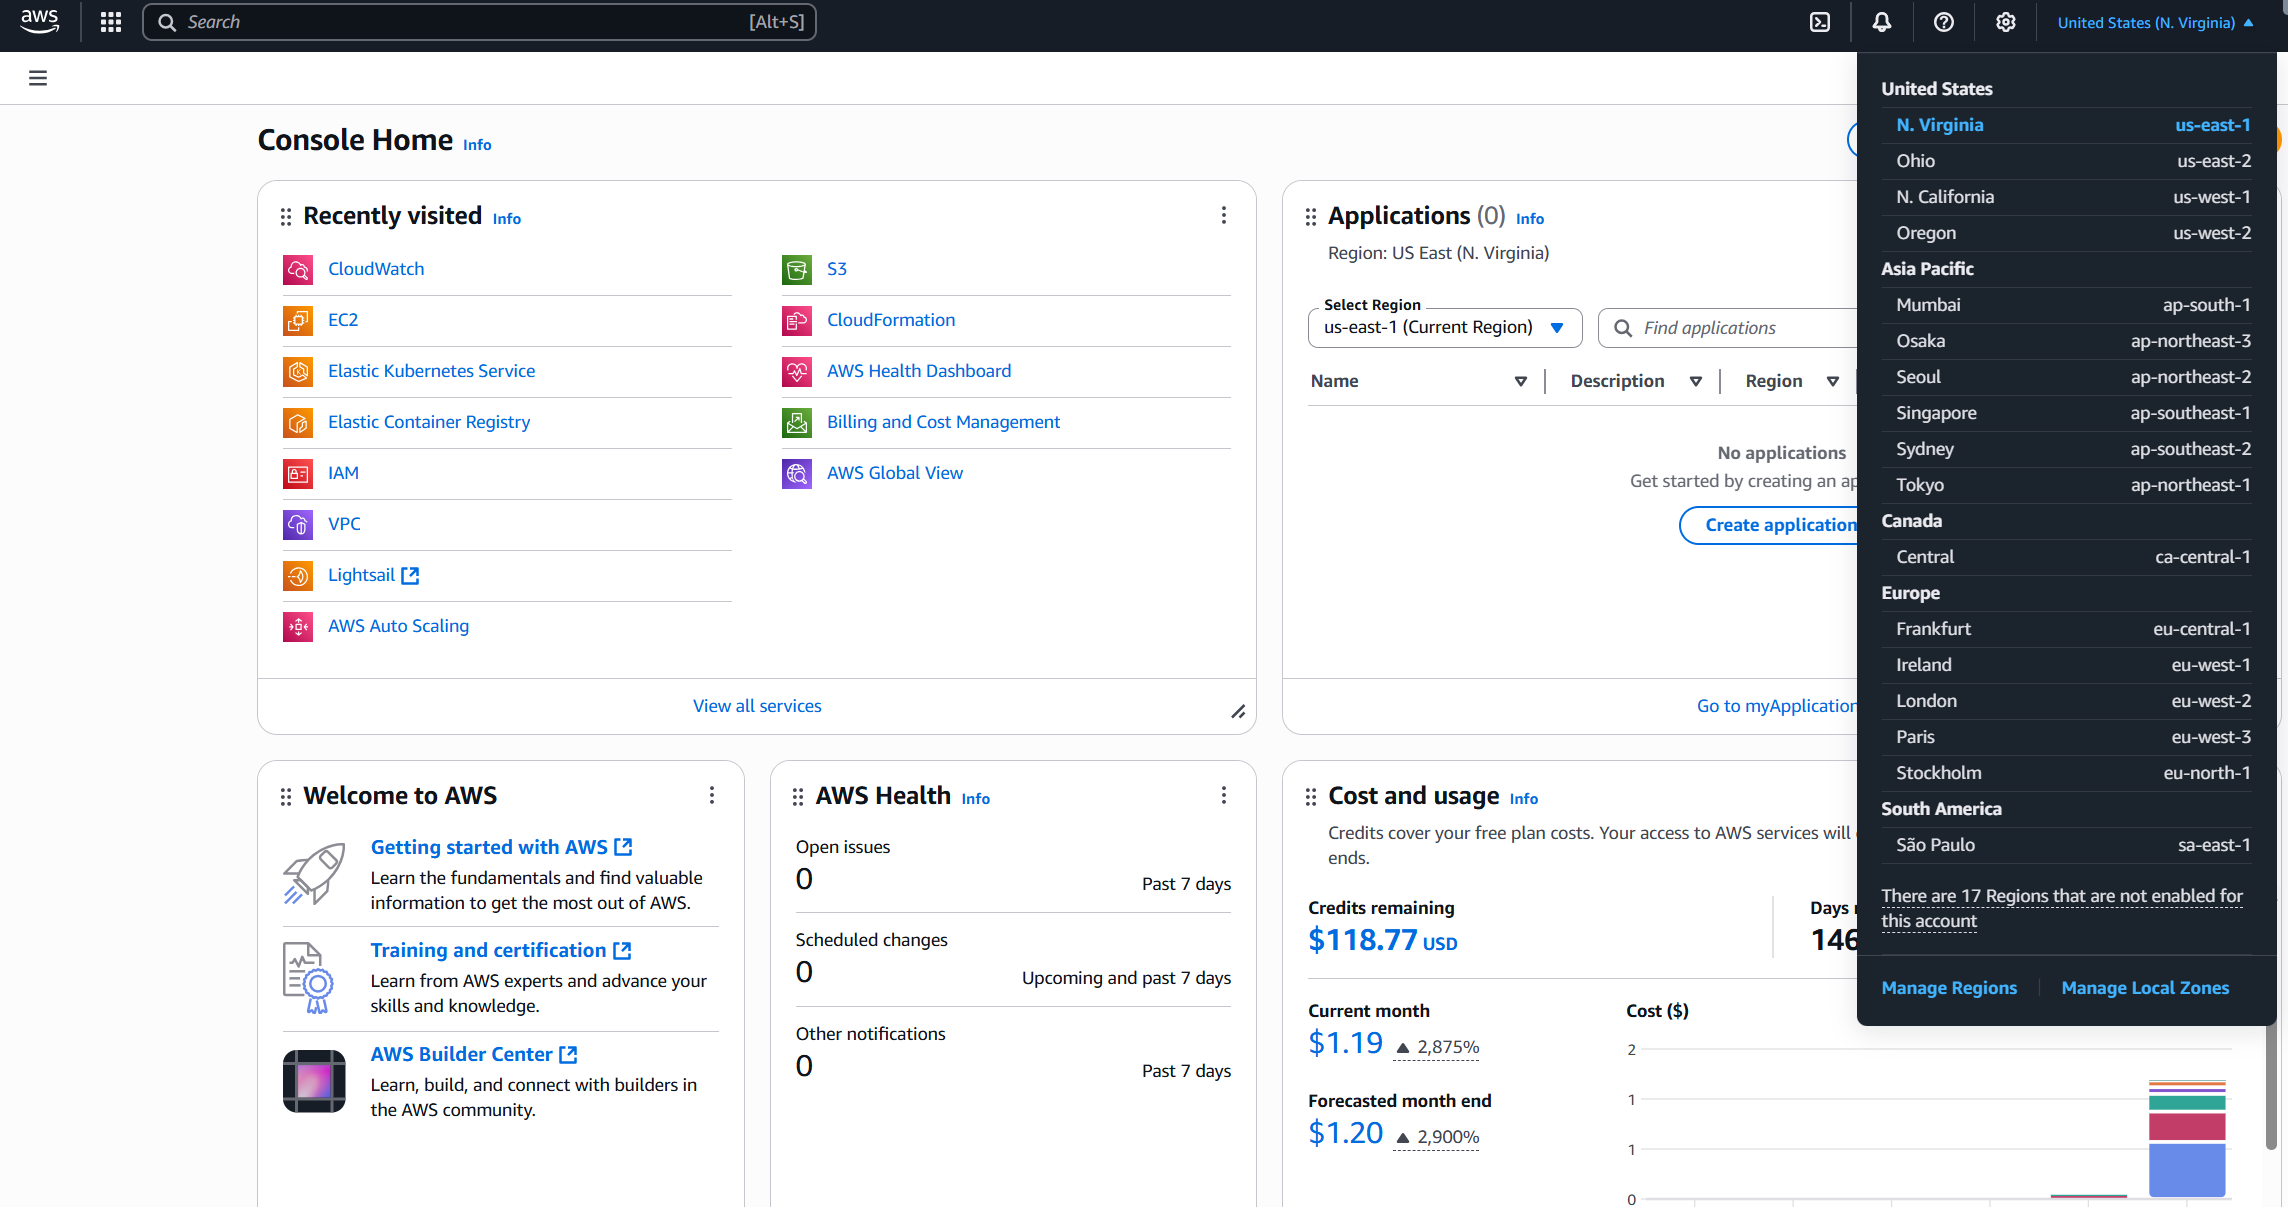 aws
Search [Alt+S]
United States (N. Virginia)
Console Home Info
Recently visited Info
CloudWatch
EC2
Elastic Kubernetes Service
Elastic Container Registry
IAM
VPC
Lightsail
AWS Auto Scaling
S3
CloudFormation
AWS Health Dashboard
Billing and Cost Management
AWS Global View
View all services
Applications (0) Info
Region: US East (N. Virginia)
Select Region
us-east-1 (Current Region)
Find applications
Name Description Region
No applications
Get started by creating an ap
Create application
Go to myApplication
United States
N. Virginia us-east-1
Ohio us-east-2
N. California us-west-1
Oregon us-west-2
Asia Pacific
Mumbai ap-south-1
Osaka ap-northeast-3
Seoul ap-northeast-2
Singapore ap-southeast-1
Sydney ap-southeast-2
Tokyo ap-northeast-1
Canada
Central ca-central-1
Europe
Frankfurt eu-central-1
Ireland eu-west-1
London eu-west-2
Paris eu-west-3
Stockholm eu-north-1
South America
São Paulo sa-east-1
There are 17 Regions that are not enabled for
this account
Manage Regions Manage Local Zones
Welcome to AWS
Getting started with AWS
Learn the fundamentals and find valuable
information to get the most out of AWS.
Training and certification
Learn from AWS experts and advance your
skills and knowledge.
AWS Builder Center
Learn, build, and connect with builders in
the AWS community.
AWS Health Info
Open issues
0 Past 7 days
Scheduled changes
0 Upcoming and past 7 days
Other notifications
0 Past 7 days
Cost and usage Info
Credits cover your free plan costs. Your access to AWS services will
ends.
Credits remaining
$118.77 USD
Days
146
Current month
$1.19 2,875%
Forecasted month end
$1.20 2,900%
Cost ($)
2
1
1
0